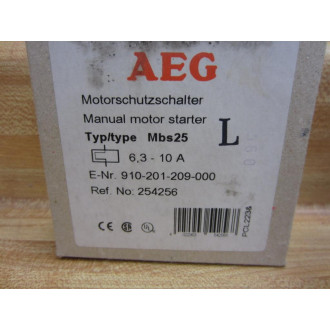 AEG
Motorschutzschalter
Manual motor starter
Typ/type Mbs25
L
6,3 - 10 A
E-Nr. 910-201-209-000
Ref. No: 254256